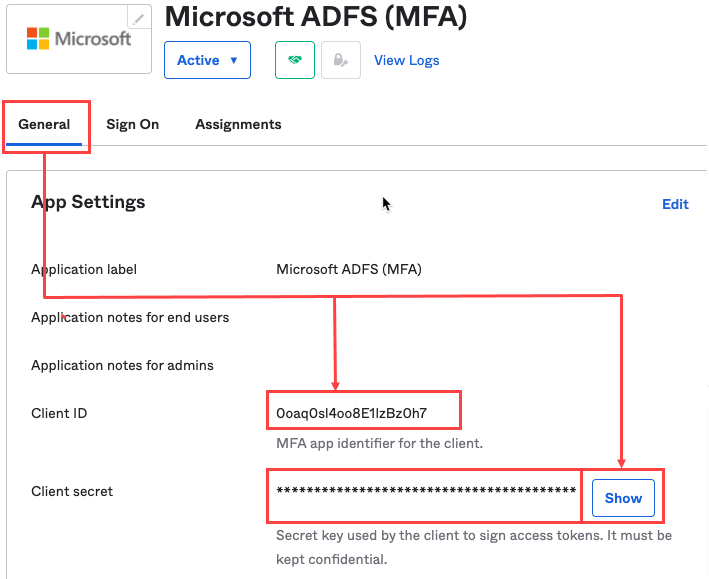 Microsoft
Microsoft ADFS (MFA)
Active
View Logs
General
Sign On
Assignments
App Settings
Edit
Application label
Microsoft ADFS (MFA)
Application notes for end users
Application notes for admins
Client ID
0oaq0sl4oo8E1lzBz0h7
MFA app identifier for the client.
Client secret
****************************************
Show
Secret key used by the client to sign access tokens. It must be
kept confidential.